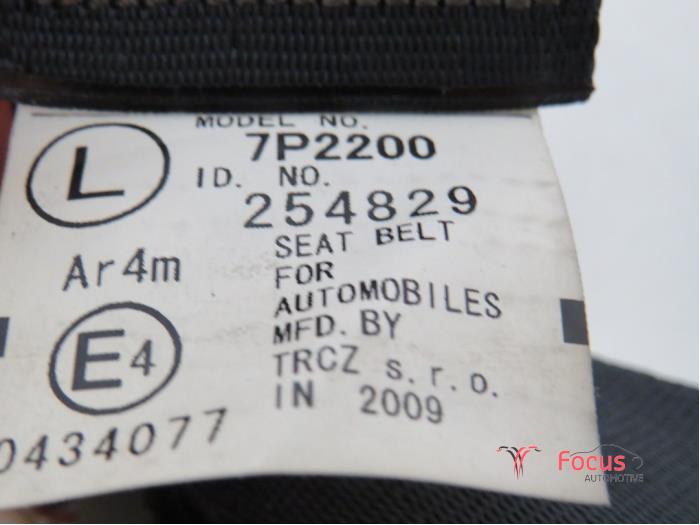 MODEL NO.
7P2200
L
ID. NO.
254829
Ar4m
SEAT BELT
FOR
AUTOMOBILES
MFD. BY
TRCZ s.r.o.
IN 2009
E4
0434077
Focus
AUTOMOTIVE